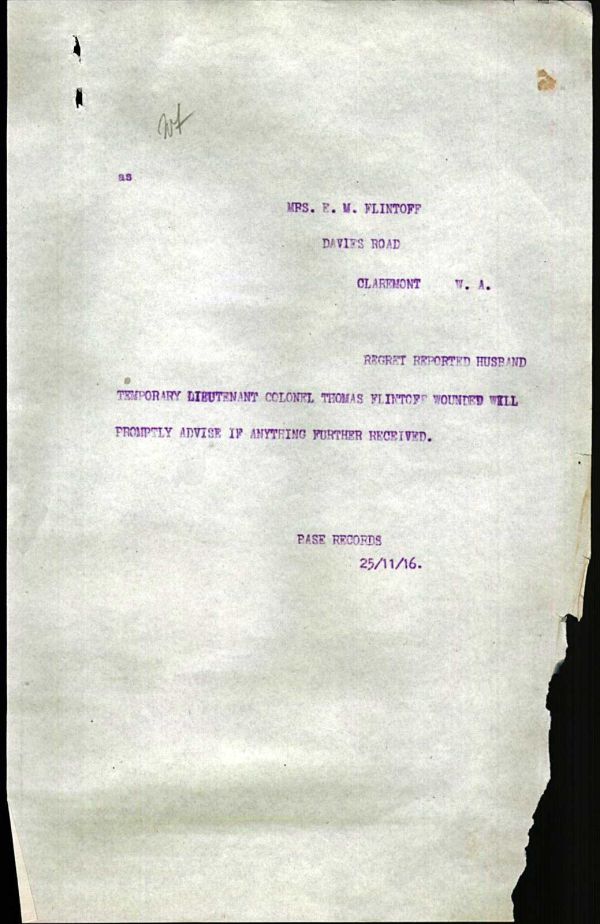 as
MRS. E. M. FLINTOFF
DAVIES ROAD
CLAREMONT W. A.
REGRET REPORTED HUSBAND
TEMPORARY LIEUTENANT COLONEL THOMAS FLINTOFF WOUNDED WILL
PROMPTLY ADVISE IF ANYTHING FURTHER RECEIVED.
BASE RECORDS
25/11/16.